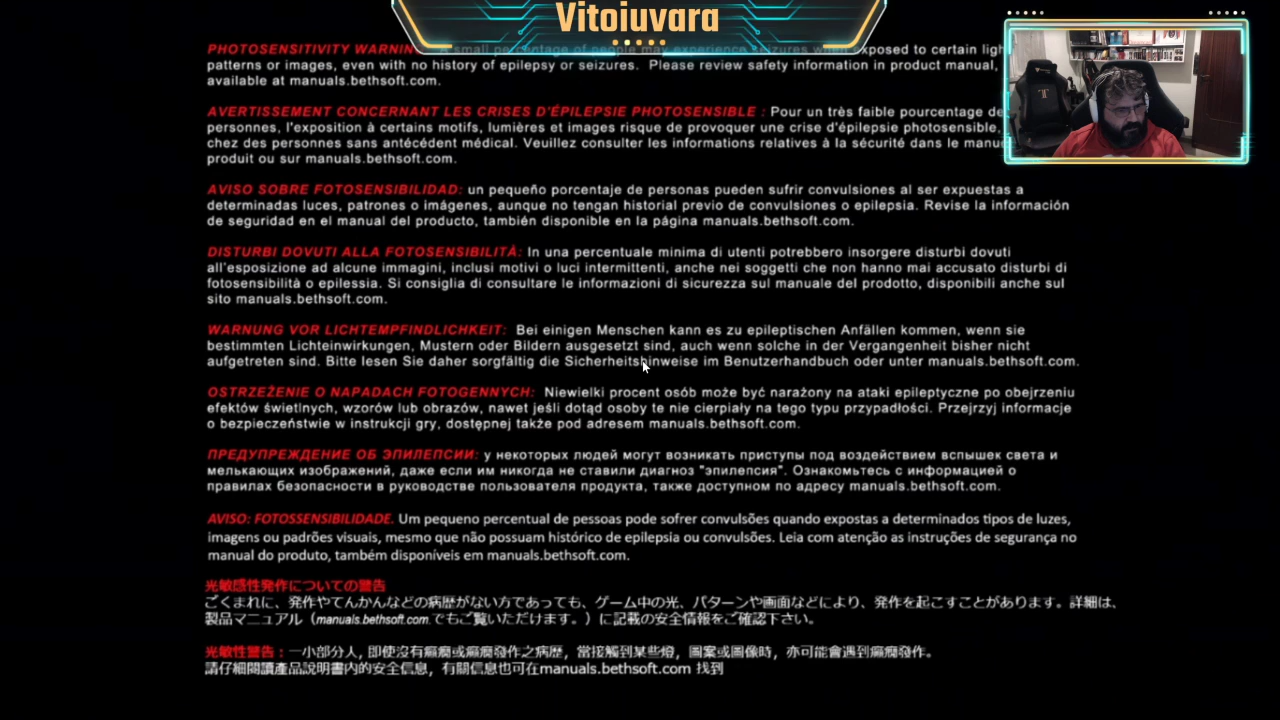 Vitoiuvara
PHOTOSENSITIVITY WARNIN small percentage of people may experience seizures when exposed to certain
patterns or images, even with no history of epilepsy or seizures. Please review safety information in product manual,
available at manuals.bethsoft.com.
AVERTISSEMENT CONCERNANT LES CRISES D'ÉPILEPSIE PHOTOSENSIBLE : Pour un très faible pourcentage de
personnes, l'exposition à certains motifs, lumières et images risque de provoquer une crise d'épilepsie photosensible,
chez des personnes sans antécédent médical. Veuillez consulter les informations relatives à la sécurité dans le
produit ou sur manuals.bethsoft.com.
AVISO SOBRE FOTOSENSIBILIDAD: un pequeño porcentaje de personas pueden sufrir convulsiones al ser expuestas a
determinadas luces, patrones o imágenes, aunque no tengan historial previo de convulsiones o epilepsia. Revise la información
de seguridad en el manual del producto, también disponible en la página manuals.bethsoft.com.
DISTURBI DOVUTI ALLA FOTOSENSIBILITÀ: In una percentuale minima di utenti potrebbero insorgere disturbi dovuti
all'esposizione ad alcune immagini, inclusi motivi o luci intermittenti, anche nei soggetti che non hanno mai accusato disturbi di
fotosensibilità o epilessia. Si consiglia di consultare le informazioni di sicurezza sul manuale del prodotto, disponibili anche sul
sito manuals.bethsoft.com.
WARNUNG VOR LICHTEMPFINDLICHKEIT: Bei einigen Menschen kann es zu epileptischen Anfällen kommen, wenn sie
bestimmten Lichteinwirkungen, Mustern oder Bildern ausgesetzt sind, auch wenn solche in der Vergangenheit bisher nicht
aufgetreten sind. Bitte lesen Sie daher sorgfältig die Sicherheitshinweise im Benutzerhandbuch oder unter manuals.bethsoft.com.
OSTRZEŻENIE O NAPADACH FOTOGENNYCH: Niewielki procent osób może być narażony na ataki epileptyczne po obejrzeniu
efektów świetlnych, wzorów lub obrazów, nawet jeśli dotąd osoby te nie cierpiały na tego typu przypadłości. Przejrzyj informacje
o bezpieczeństwie w instrukcji gry, dostępnej także pod adresem manuals.bethsoft.com.
ПРЕДУПРЕЖДЕНИЕ ОБ ЭПИЛЕПСИИ: у некоторых людей могут возникать приступы под воздействием вспышек света и
мелькающих изображений, даже если им никогда не ставили диагноз "эпилепсия". Ознакомьтесь с информацией о
правилах безопасности в руководстве пользователя продукта, также доступном по адресу manuals.bethsoft.com.
AVISO: FOTOSSENSIBILIDADE. Um pequeno percentual de pessoas pode sofrer convulsões quando expostas a determinados tipos de luzes,
imagens ou padrões visuais, mesmo que não possuam histórico de epilepsia ou convulsões. Leia com atenção as instruções de segurança no
manual do produto, também disponíveis em manuals.bethsoft.com.
光敏感性発作についての警告
ごくまれに、発作やてんかんなどの病歴がない方であっても、ゲーム中の光、パターンや画面などにより、発作を起こすことがあります。詳細は、
製品マニュアル（manuals.bethsoft.com.でもご覧いただけます。）に記載の安全情報をご確認下さい。
光敏性警告：一小部分人, 即使沒有癲癇或癲癇發作之病歷, 當接觸到某些燈, 圖案或圖像時, 亦可能會遇到癲癇發作。
請仔細閱讀產品說明書內的安全信息, 有關信息也可在manuals.bethsoft.com 找到